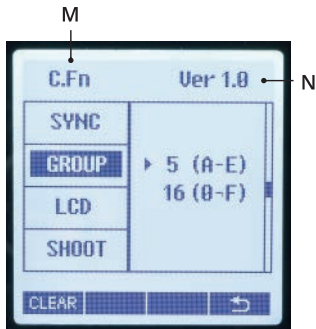 M
C.Fn Ver 1.0
N
SYNC
GROUP
5 (A-E)
16 (0-F)
LCD
SHOOT
CLEAR